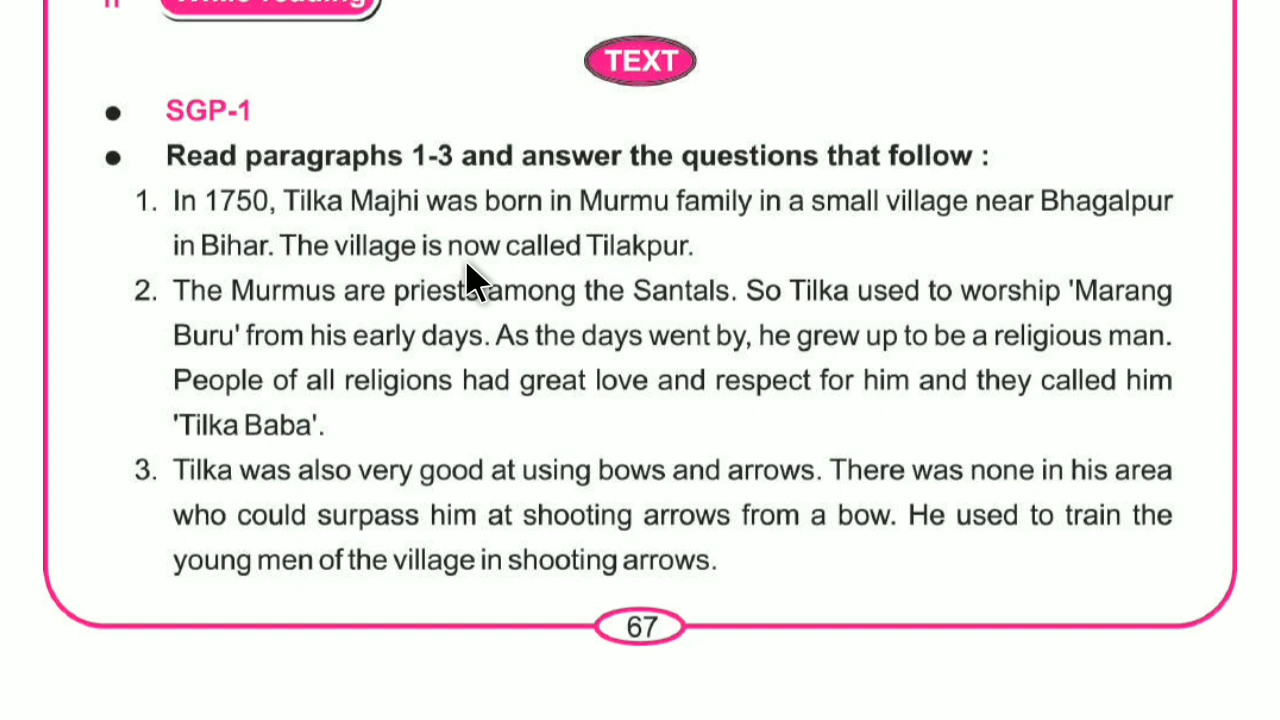 While reading
TEXT
• SGP-1
• Read paragraphs 1-3 and answer the questions that follow :
1. In 1750, Tilka Majhi was born in Murmu family in a small village near Bhagalpur
in Bihar. The village is now called Tilakpur.
2. The Murmus are priests among the Santals. So Tilka used to worship 'Marang
Buru' from his early days. As the days went by, he grew up to be a religious man.
People of all religions had great love and respect for him and they called him
'Tilka Baba'.
3. Tilka was also very good at using bows and arrows. There was none in his area
who could surpass him at shooting arrows from a bow. He used to train the
young men of the village in shooting arrows.
67